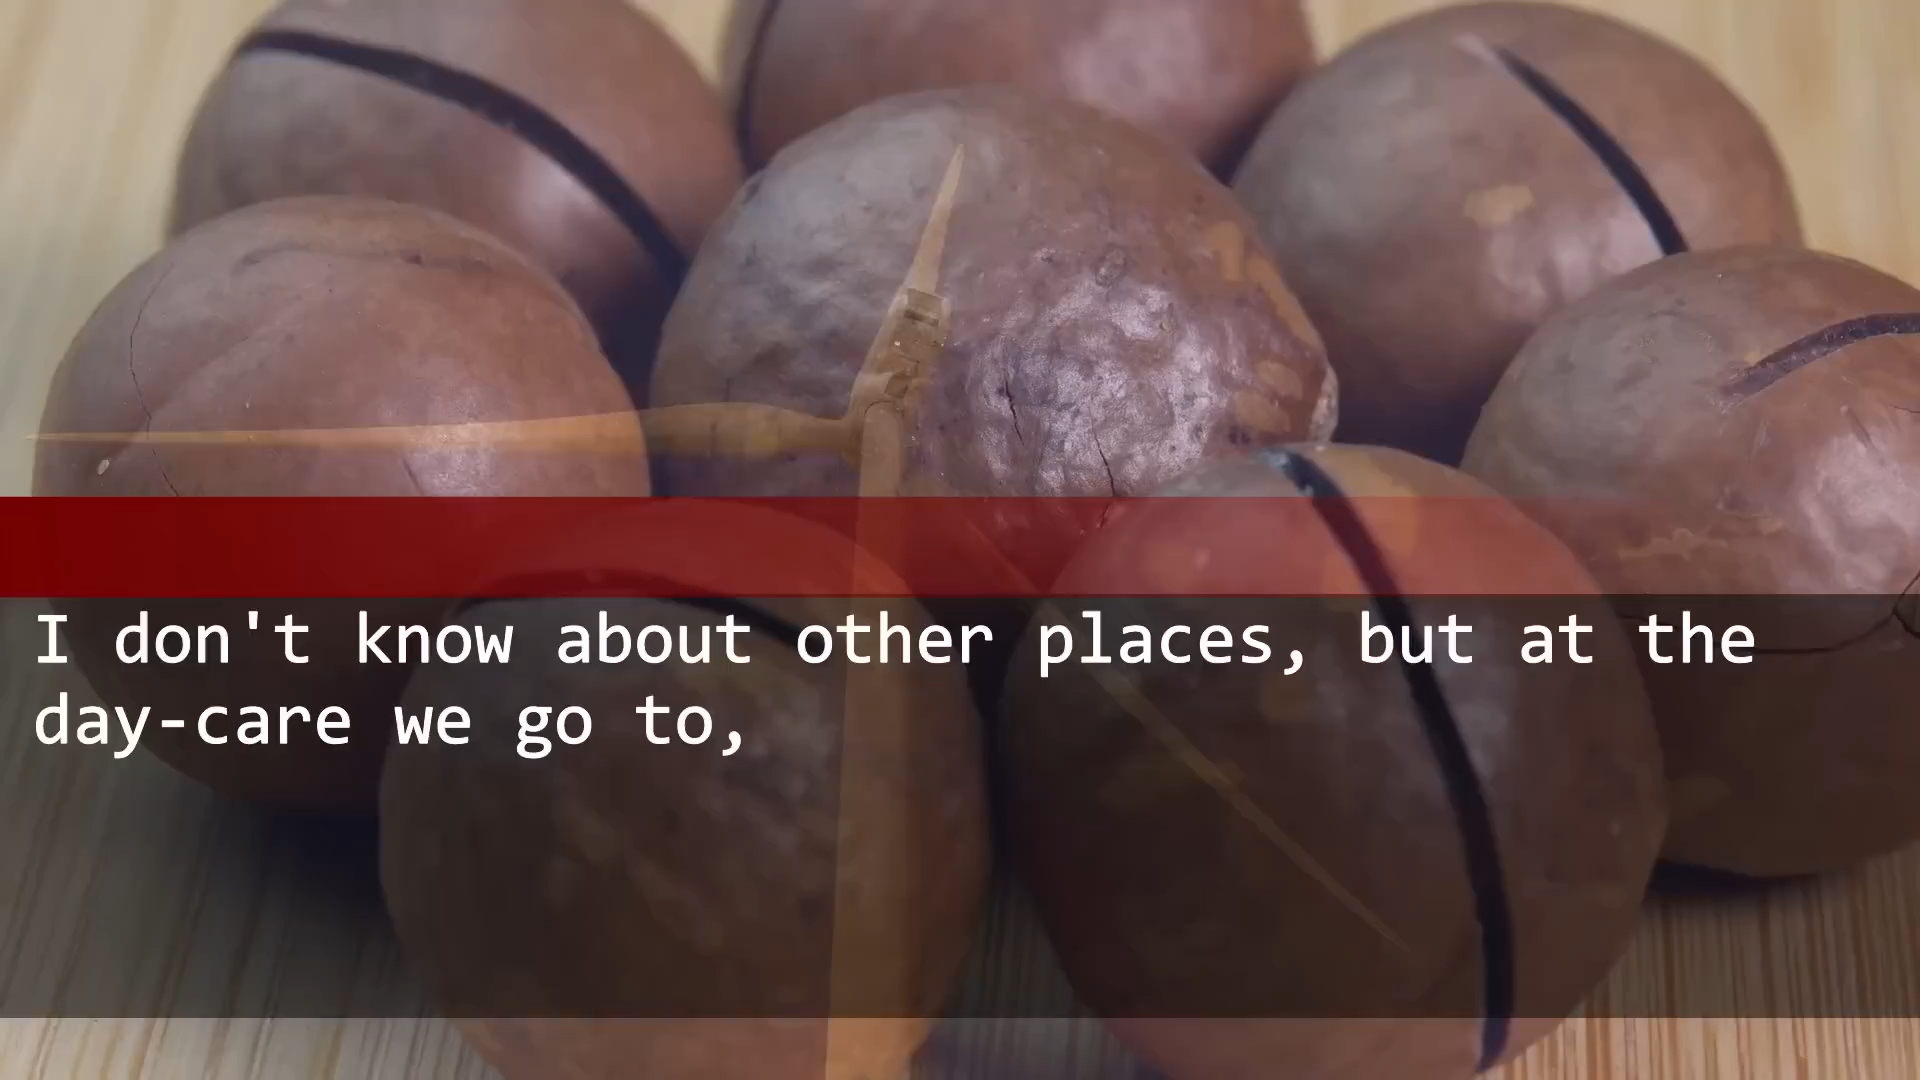 I don't know about other places, but at the
day-care we go to,